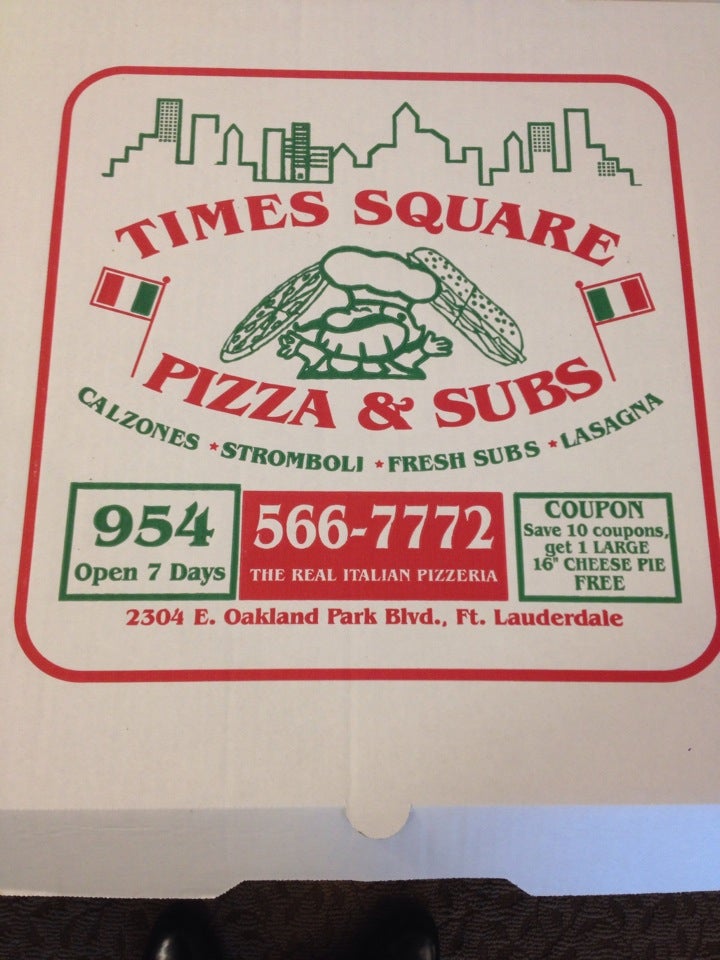 TIMES SQUARE
PIZZA & SUBS
CALZONES ★ STROMBOLI ★ FRESH SUBS ★ LASAGNA
954
Open 7 Days
566-7772
THE REAL ITALIAN PIZZERIA
COUPON
Save 10 coupons,
get 1 LARGE
16" CHEESE PIE
FREE
2304 E. Oakland Park Blvd., Ft. Lauderdale